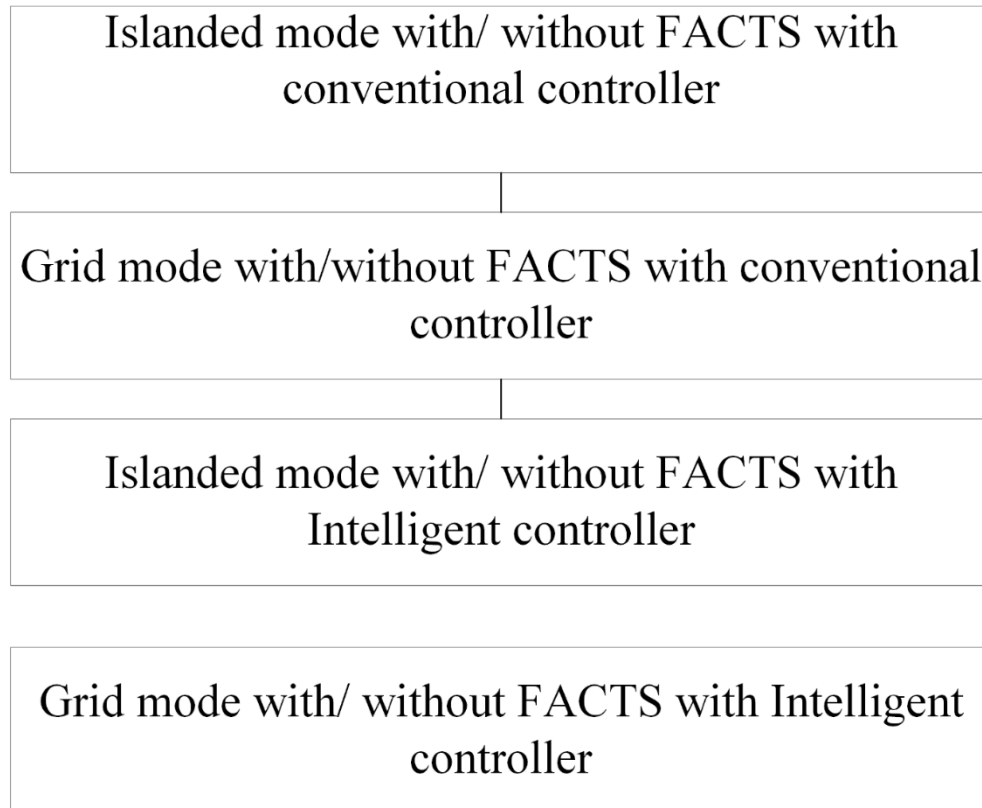 Islanded mode with/ without FACTS with
conventional controller
Grid mode with/without FACTS with conventional
controller
Islanded mode with/ without FACTS with
Intelligent controller
Grid mode with/ without FACTS with Intelligent
controller